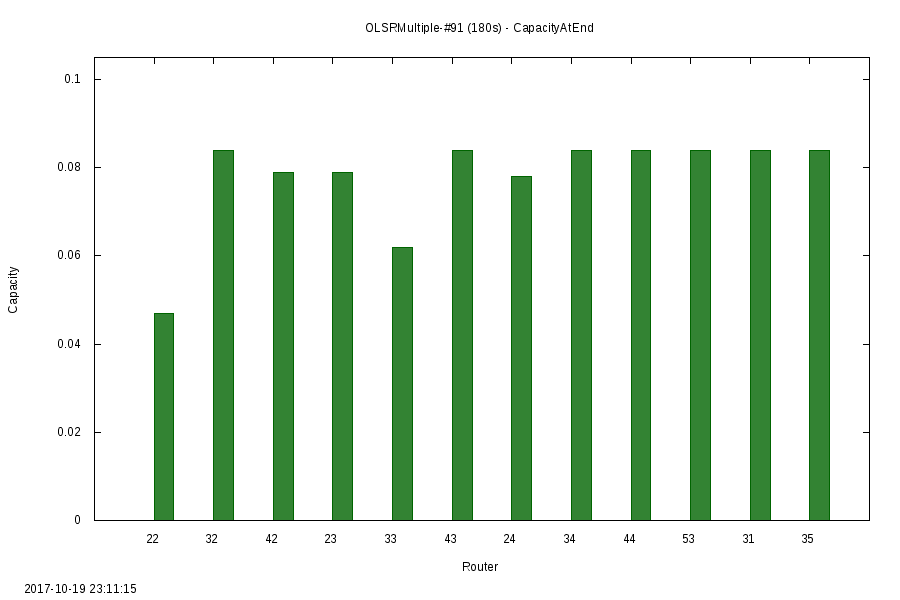 OLSRMultiple-#91 (180s) - CapacityAtEnd
0.1
0.08
0.06
0.04
0.02
0
Capacity
22 32 42 23 33 43 24 34 44 53 31 35
Router
2017-10-19 23:11:15